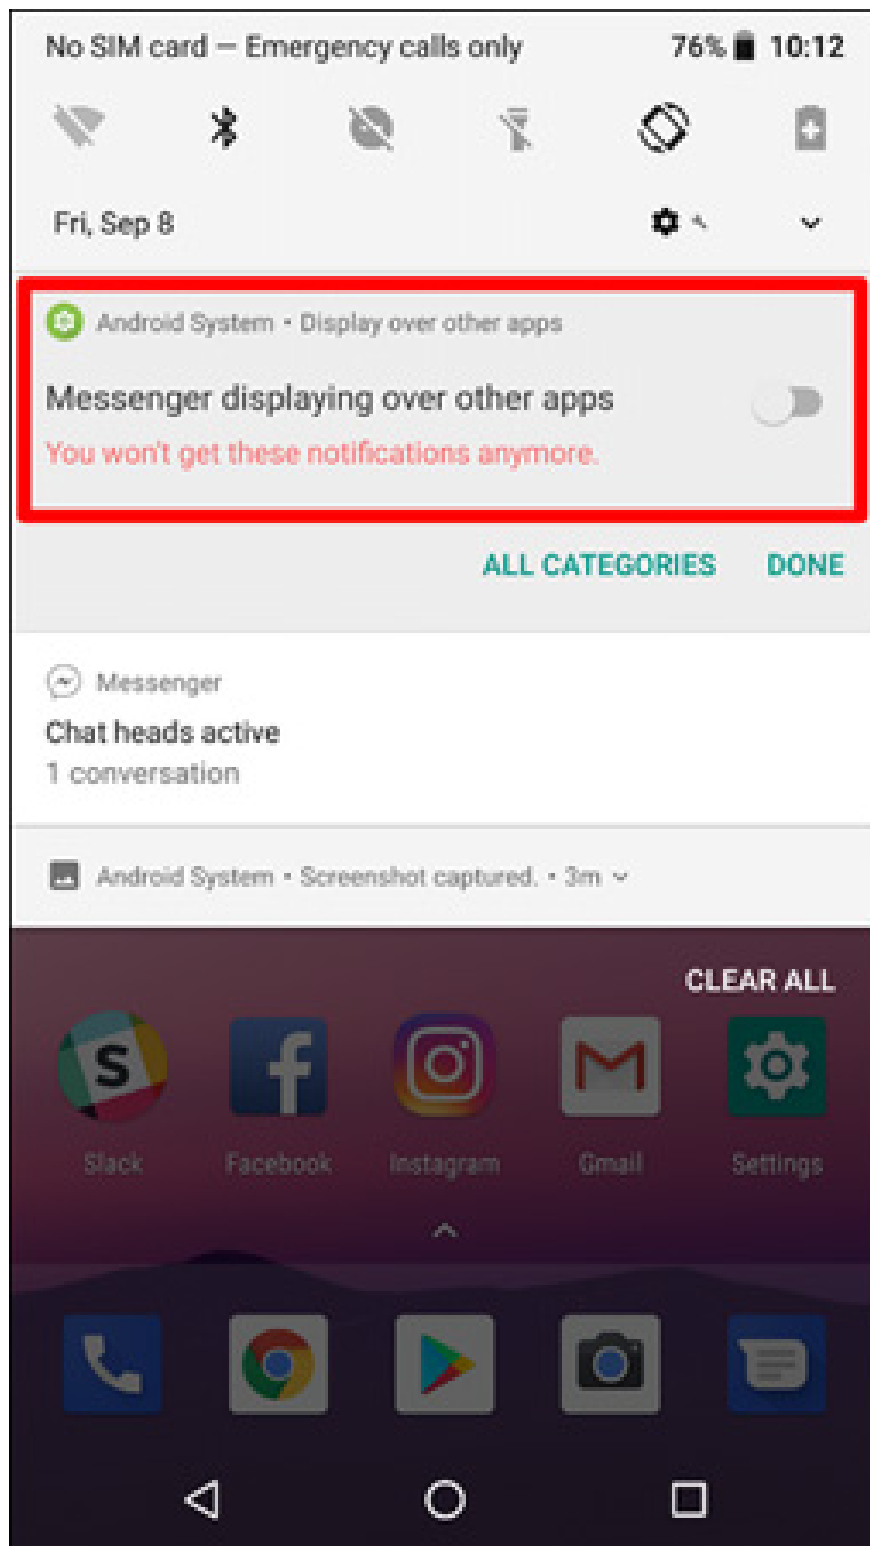 No SIM card — Emergency calls only 76% 10:12
Fri, Sep 8
Android System • Display over other apps
Messenger displaying over other apps
You won't get these notifications anymore.
ALL CATEGORIES DONE
Messenger
Chat heads active
1 conversation
Android System • Screenshot captured. • 3m
CLEAR ALL
S
Slack Facebook Instagram Gmail Settings